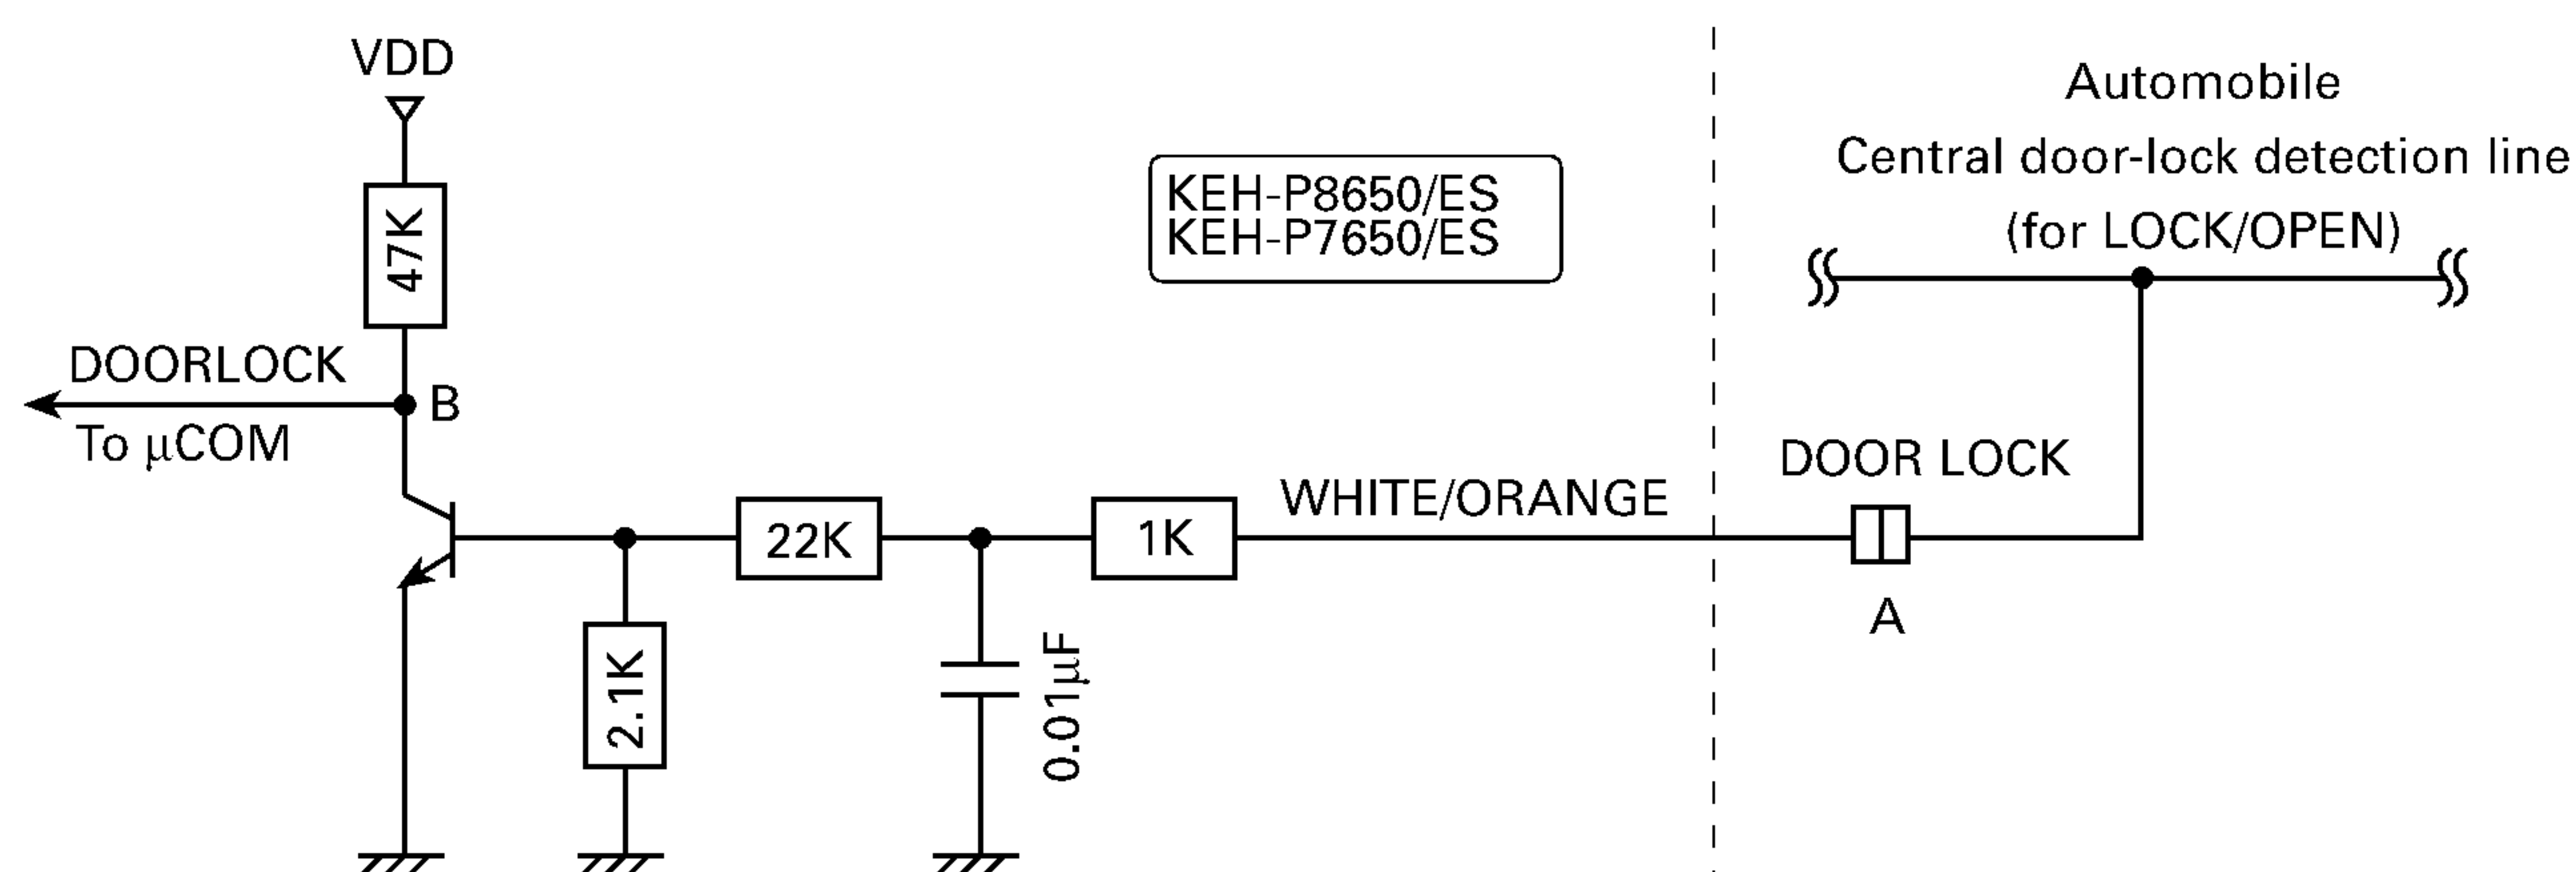 VDD
47K
DOORLOCK
To µCOM
B
KEH-P8650/ES
KEH-P7650/ES
Automobile
Central door-lock detection line
(for LOCK/OPEN)
22K
1K
WHITE/ORANGE
DOOR LOCK
A
2.1K
0.01µF